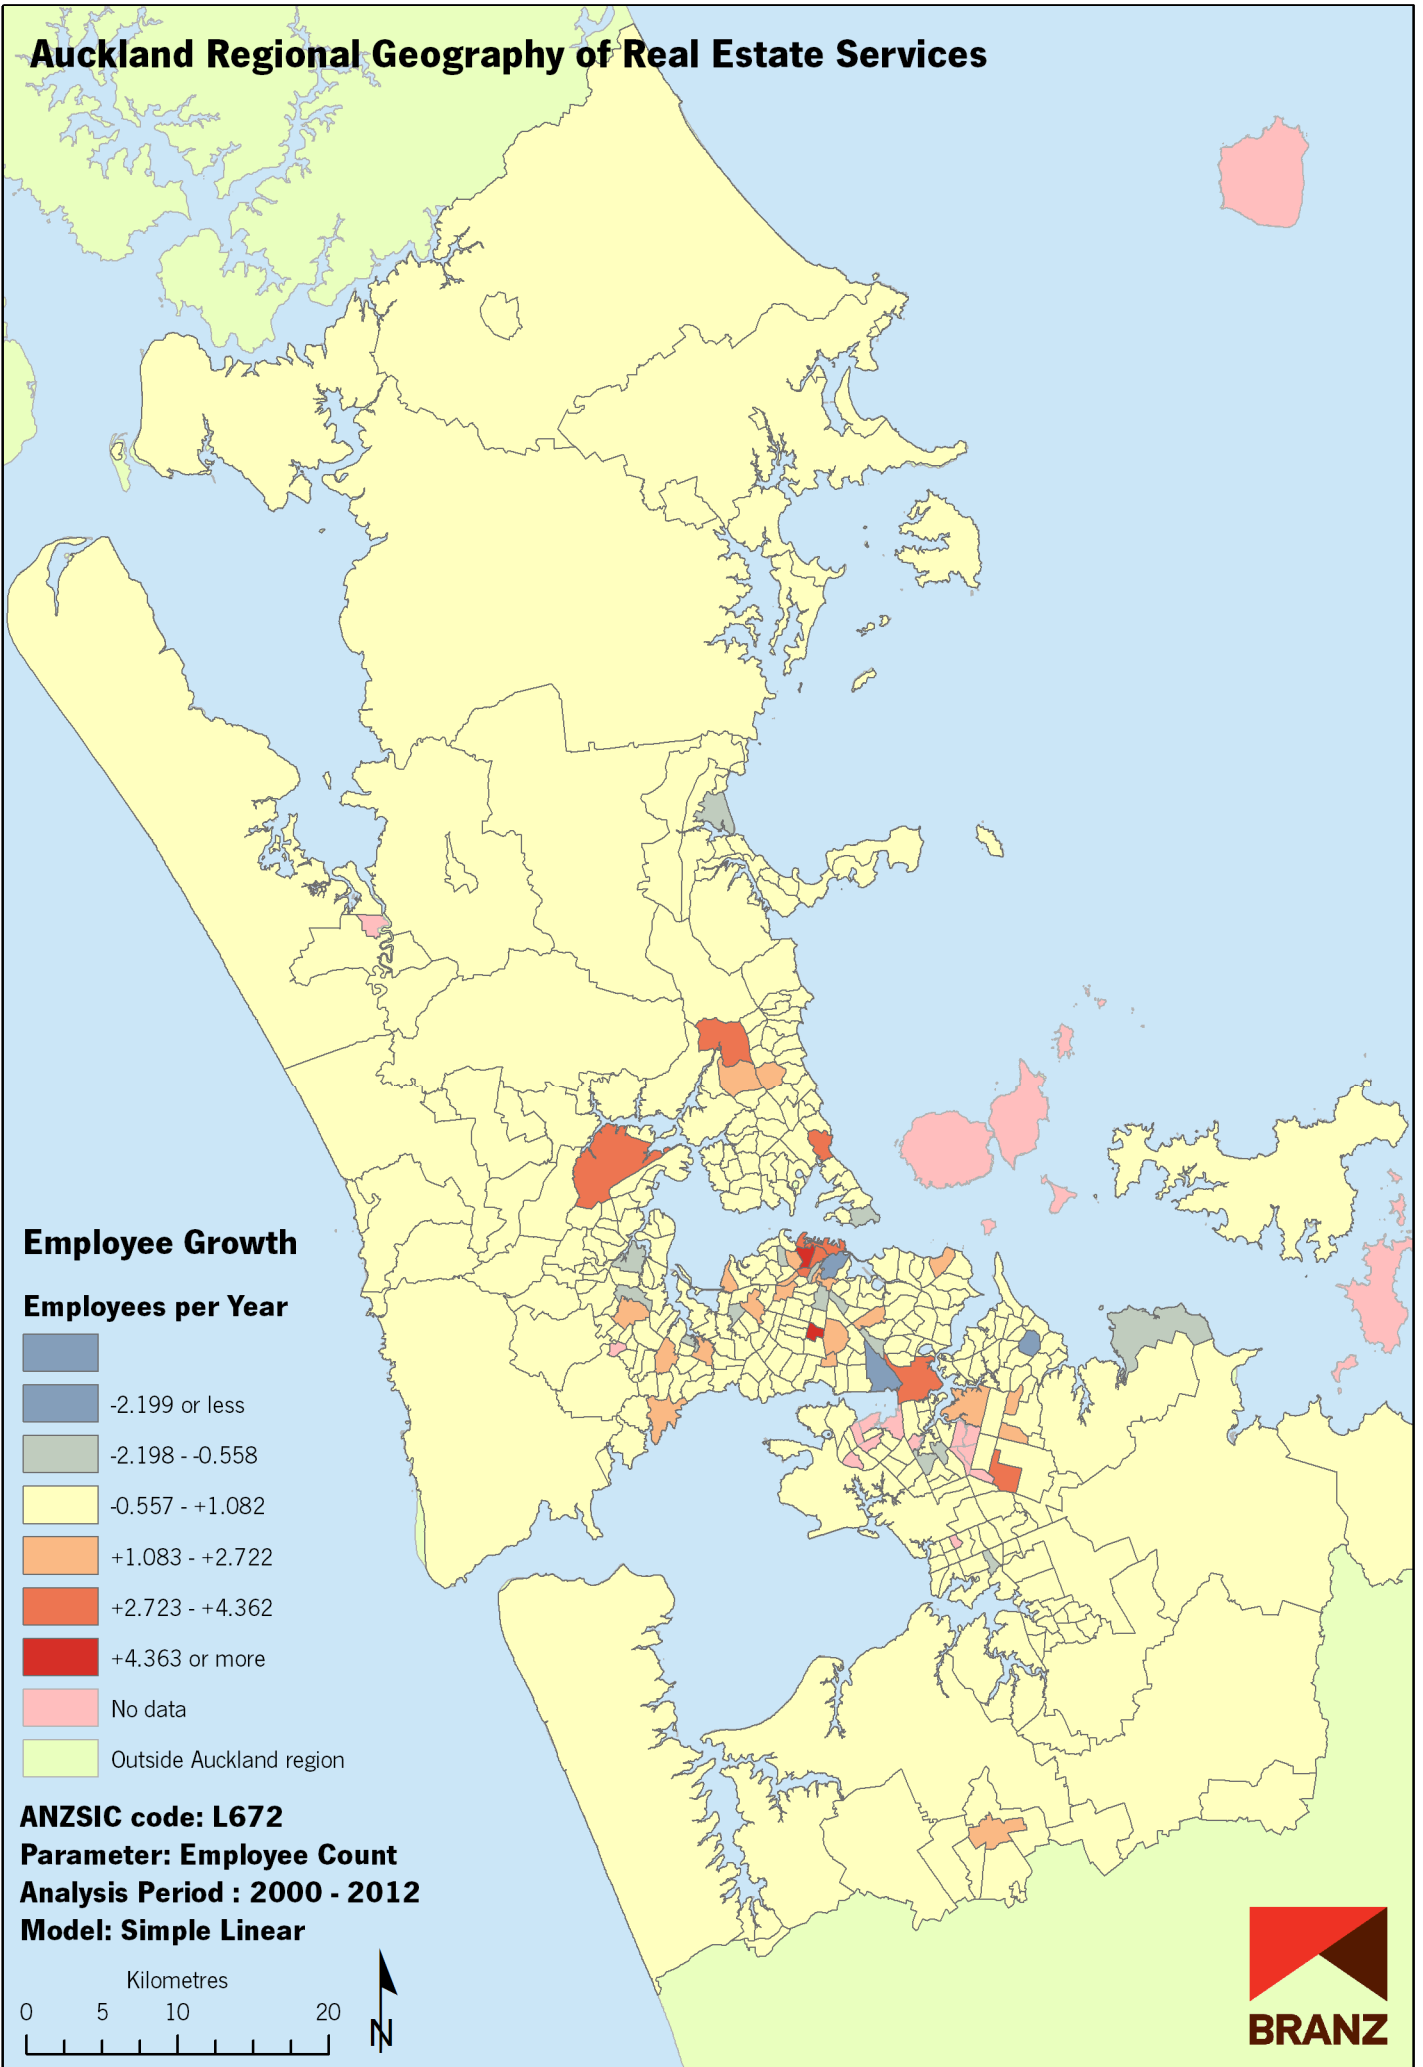 Auckland Regional Geography of Real Estate Services
Employee Growth
Employees per Year
-2.199 or less
-2.198 - -0.558
-0.557 - +1.082
+1.083 - +2.722
+2.723 - +4.362
+4.363 or more
No data
Outside Auckland region
ANZSIC code: L672
Parameter: Employee Count
Analysis Period : 2000 - 2012
Model: Simple Linear
Kilometres
0 5 10 20
N
BRANZ